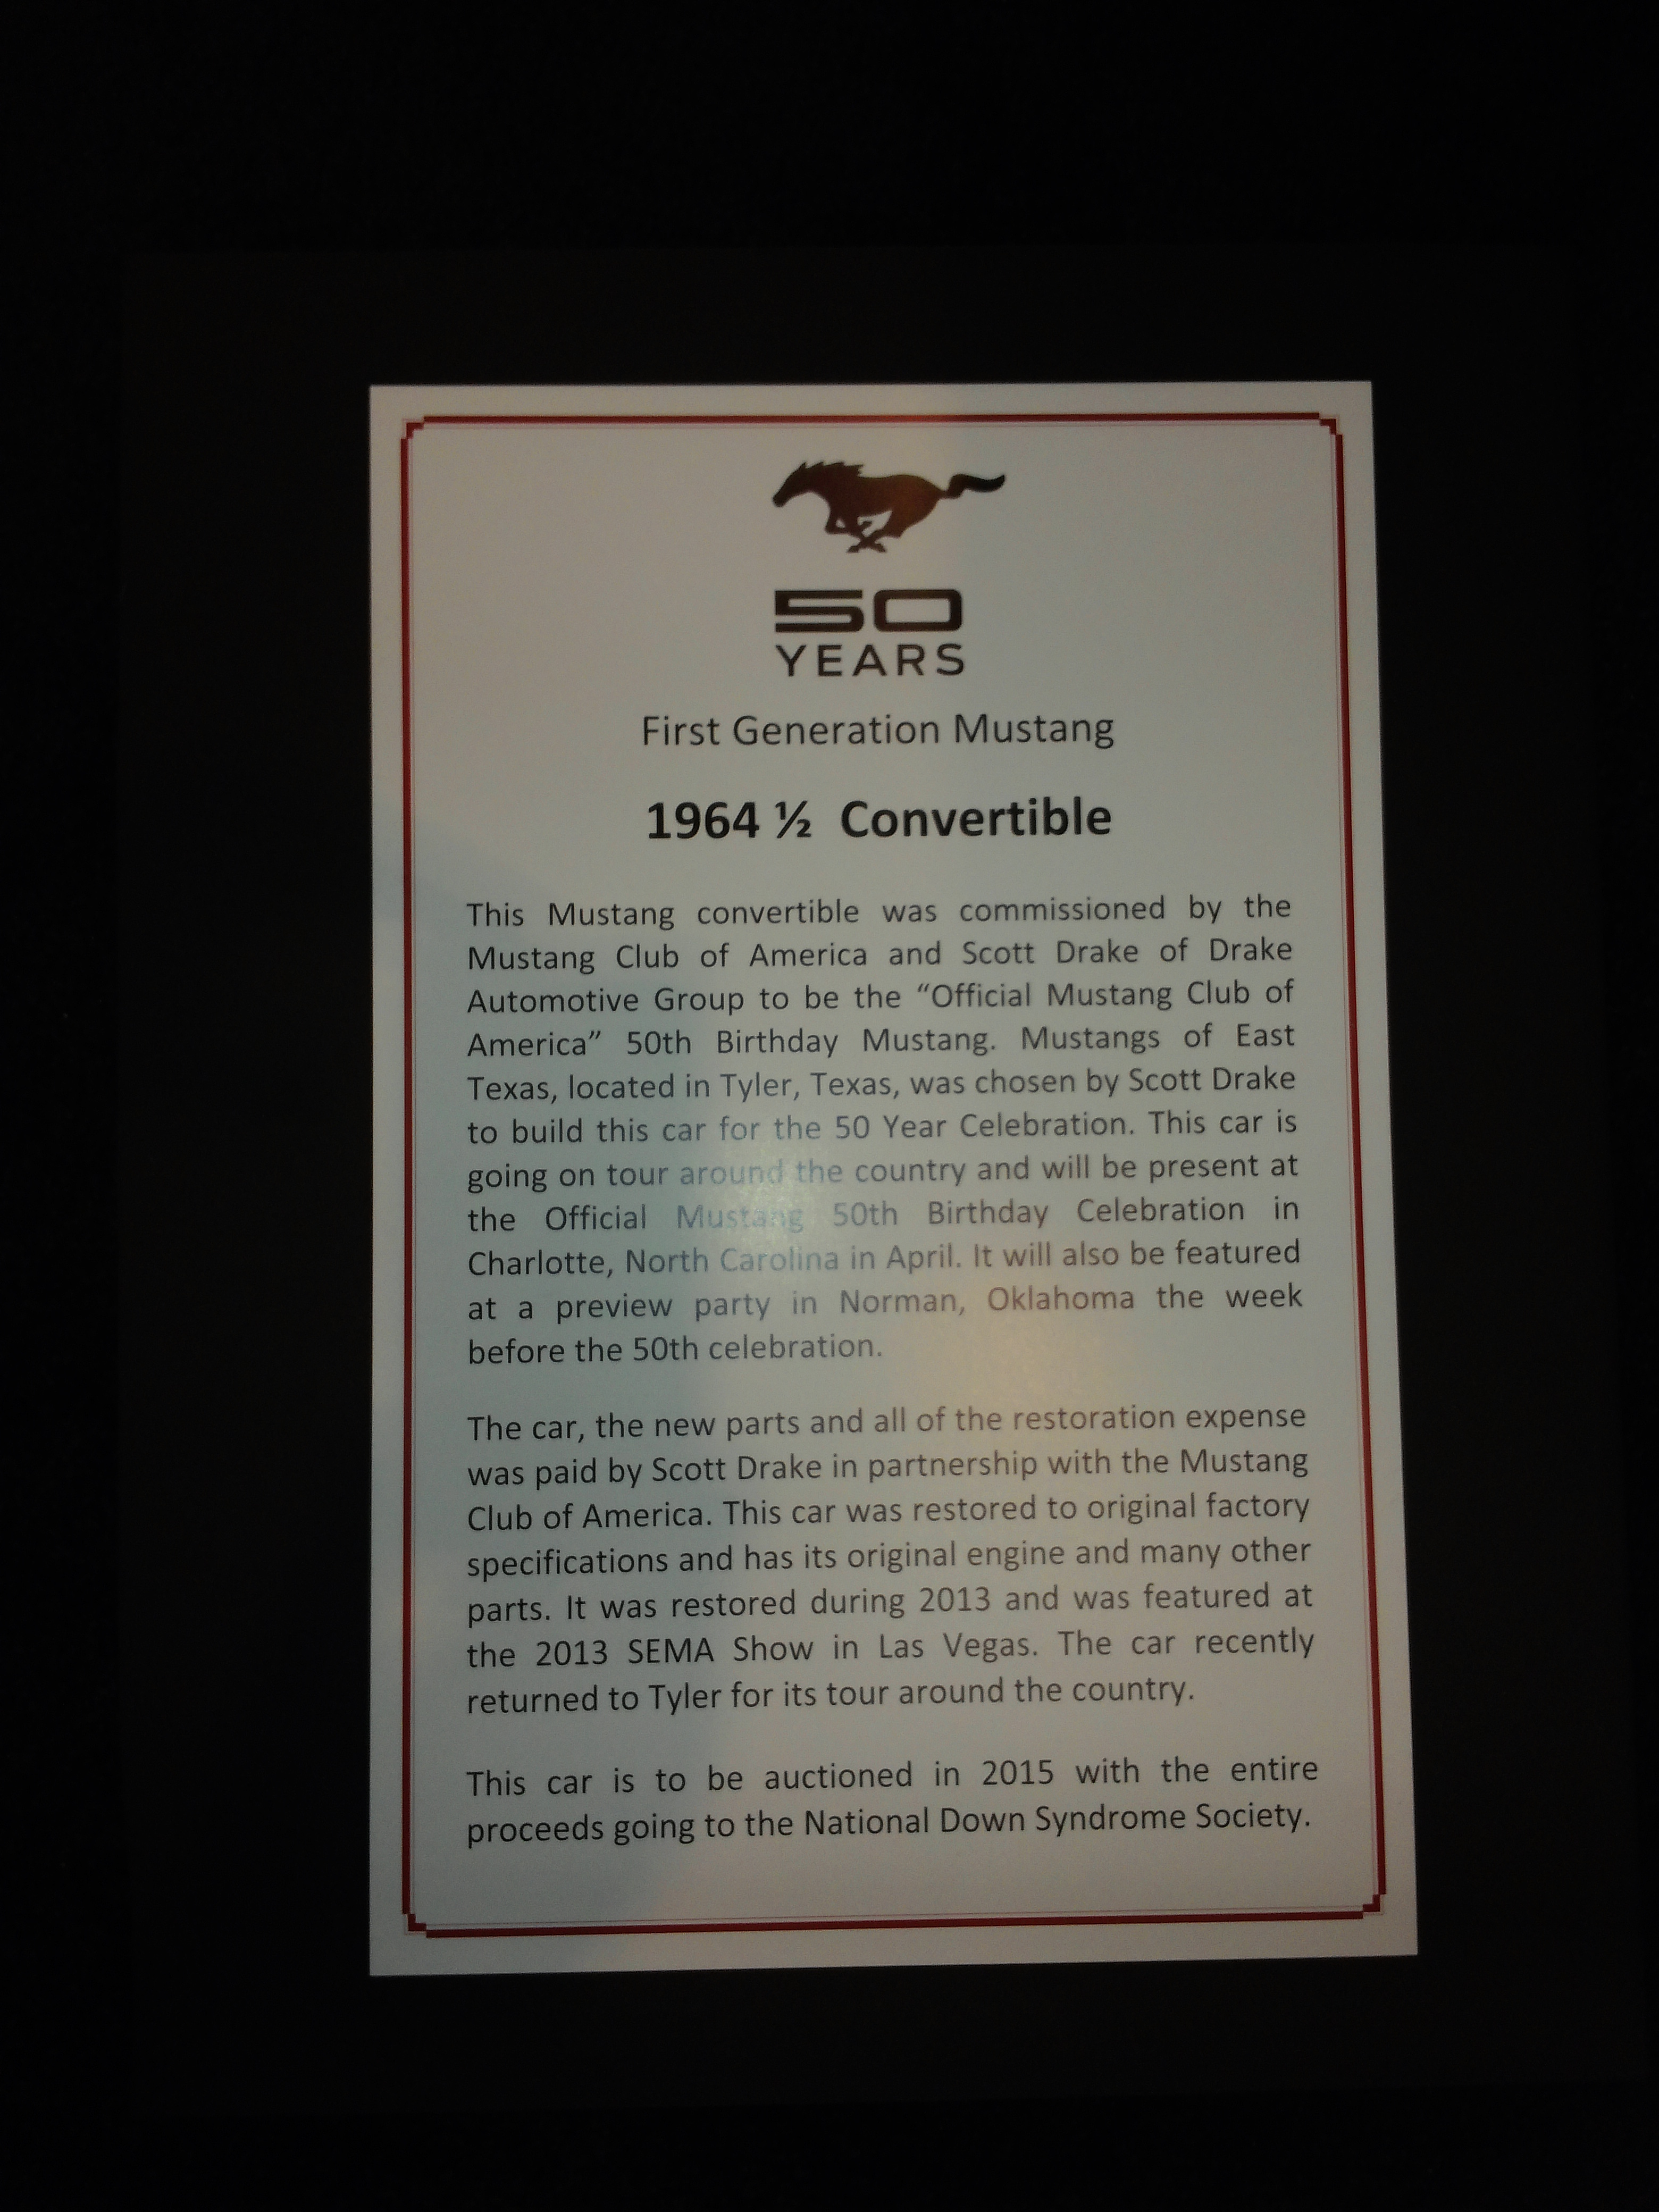 50
YEARS
First Generation Mustang
1964 ½ Convertible
This Mustang convertible was commissioned by the
Mustang Club of America and Scott Drake of Drake
Automotive Group to be the “Official Mustang Club of
America” 50th Birthday Mustang. Mustangs of East
Texas, located in Tyler, Texas, was chosen by Scott Drake
to build this car for the 50 Year Celebration. This car is
going on tour around the country and will be present at
the Official Mustang 50th Birthday Celebration in
Charlotte, North Carolina in April. It will also be featured
at a preview party in Norman, Oklahoma the week
before the 50th celebration.
The car, the new parts and all of the restoration expense
was paid by Scott Drake in partnership with the Mustang
Club of America. This car was restored to original factory
specifications and has its original engine and many other
parts. It was restored during 2013 and was featured at
the 2013 SEMA Show in Las Vegas. The car recently
returned to Tyler for its tour around the country.
This car is to be auctioned in 2015 with the entire
proceeds going to the National Down Syndrome Society.